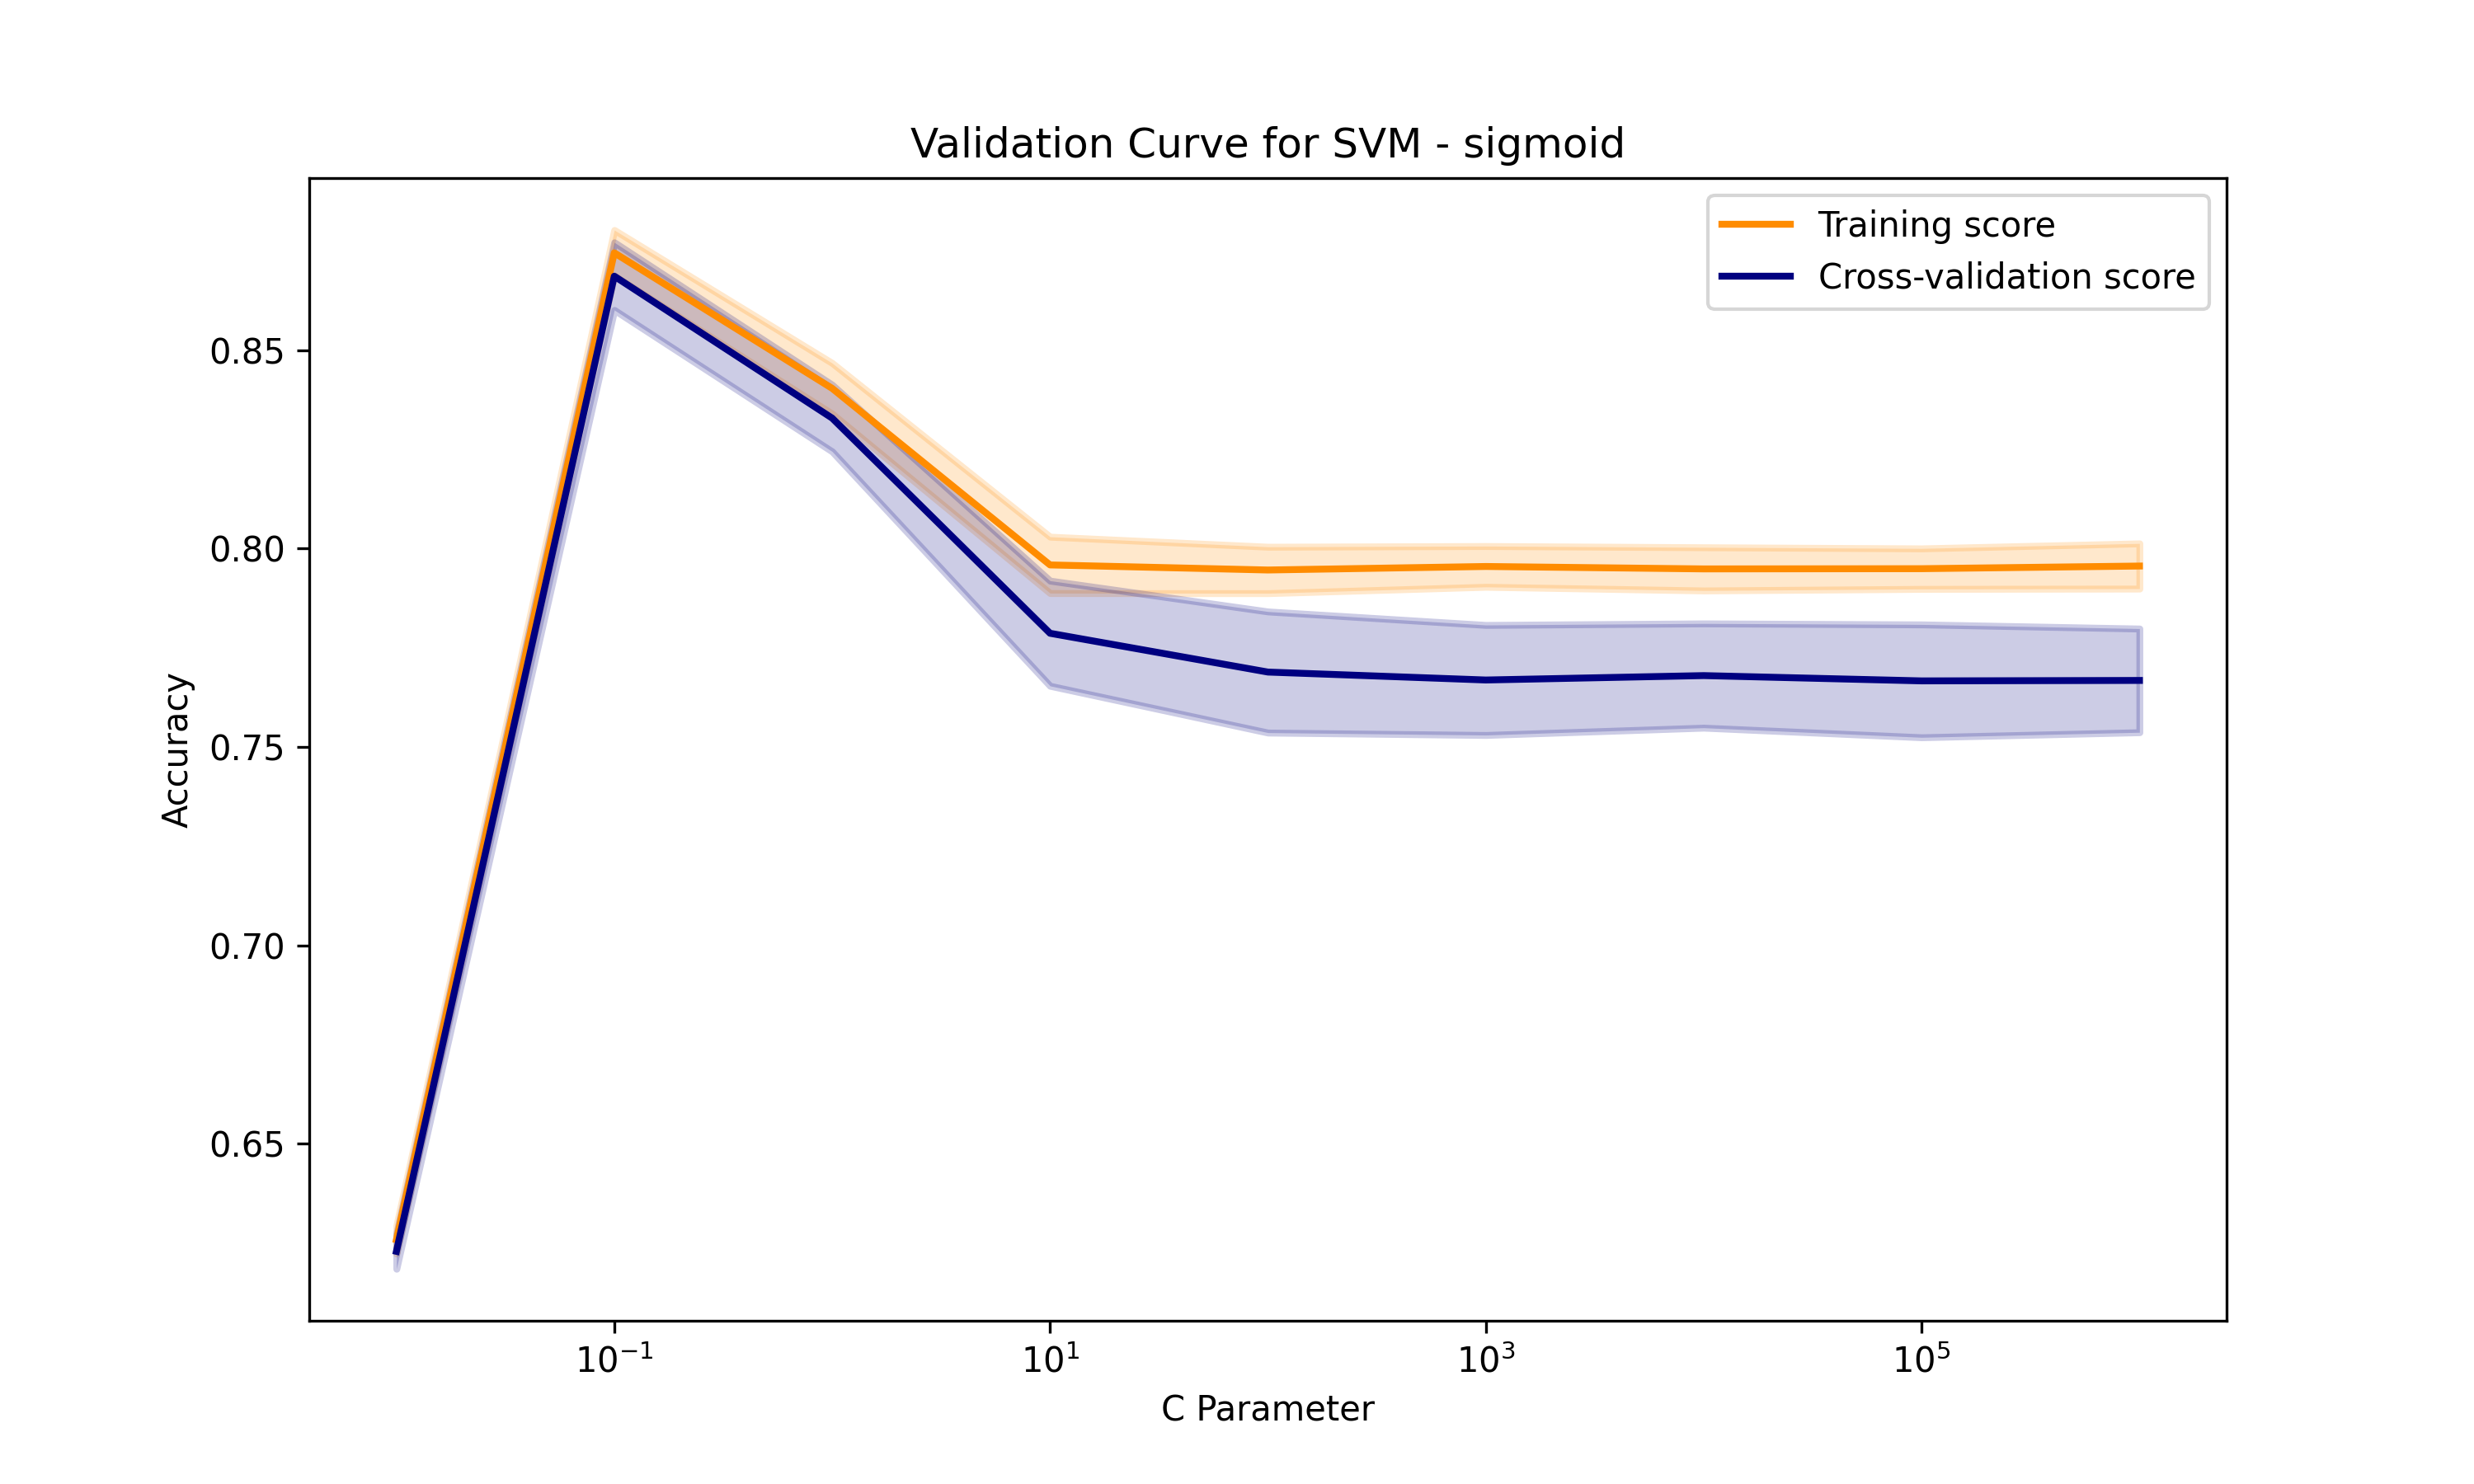 Validation Curve for SVM - sigmoid
Training score
Cross-validation score
Accuracy
0.85
0.80
0.75
0.70
0.65
10⁻¹
10¹
10³
10⁵
C Parameter